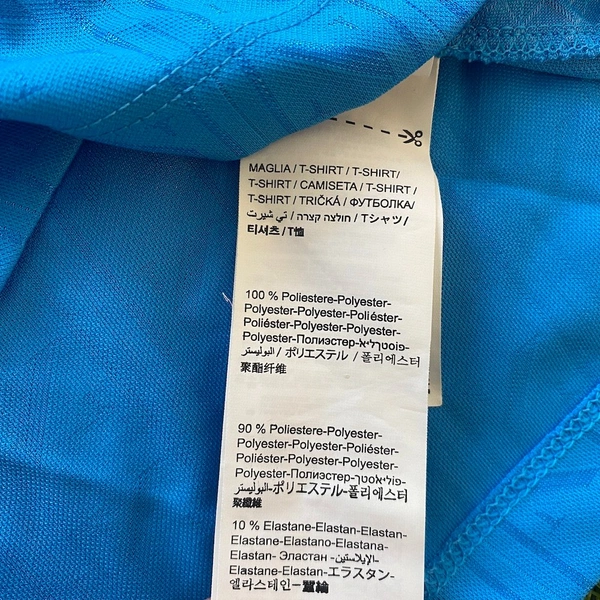 MAGLIA / T-SHIRT / T-SHIRT/
T-SHIRT / CAMISETA / T-SHIRT /
T-SHIRT / TRIČKÁ / ФУТБОЛКА/
تي شيرت / חולצה קצרה / Tシャツ /
티셔츠 / T恤
100 % Poliestere-Polyester-
Polyester-Polyester-Poliéster-
Poliéster-Polyester-Polyester-
Polyester-Полиэстер-פוליאסטר-
البوليستر / ポリエステル / 폴리에스터
聚酯纤维
90 % Poliestere-Polyester-
Polyester-Polyester-Poliéster-
Poliéster-Polyester-Polyester-
Polyester-Полиэстер-פוליאסטר-
البوليستر-ポリエステル-폴리에스터
聚纖維
10 % Elastane-Elastan-Elastan-
Elastane-Elastano-Elastana-
Elastan- Эластан -الإيلاستين-
Elastane-Elastan-エラスタン-
엘라스테인-